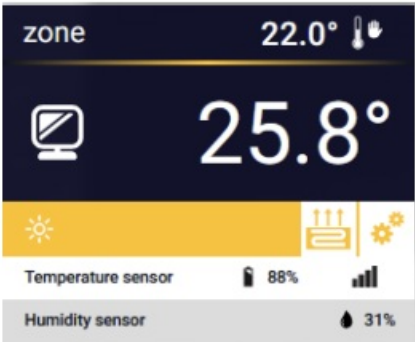 zone 22.0°
25.8°
Temperature sensor 88%
Humidity sensor 31%